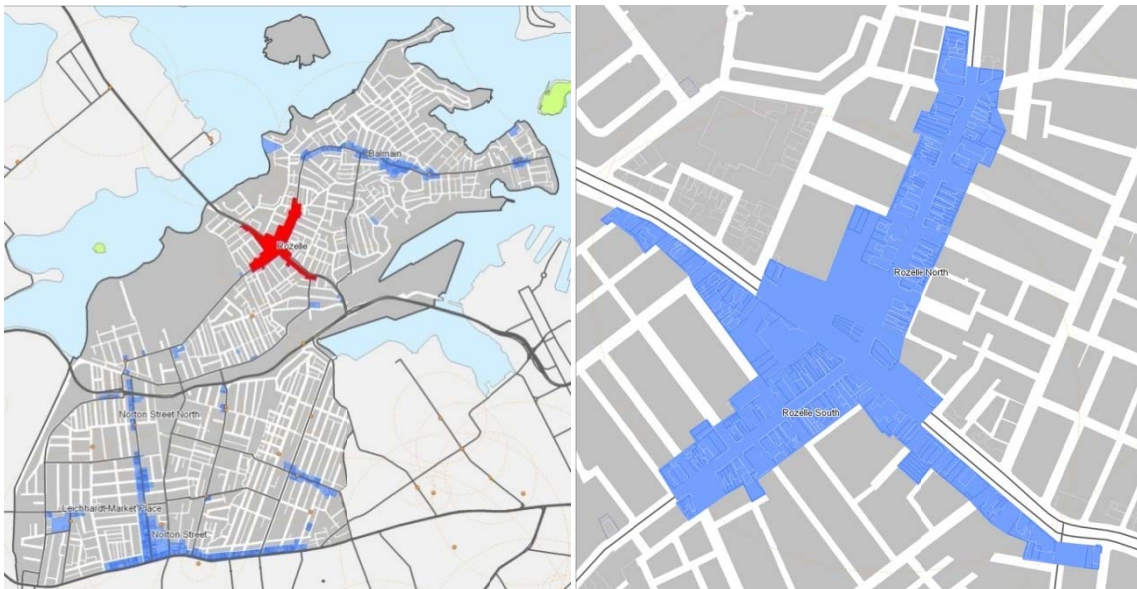 Balmain
Rozelle
Norton Street North
Leichhardt-Market Place
Norton Street
Rozelle North
Rozelle South